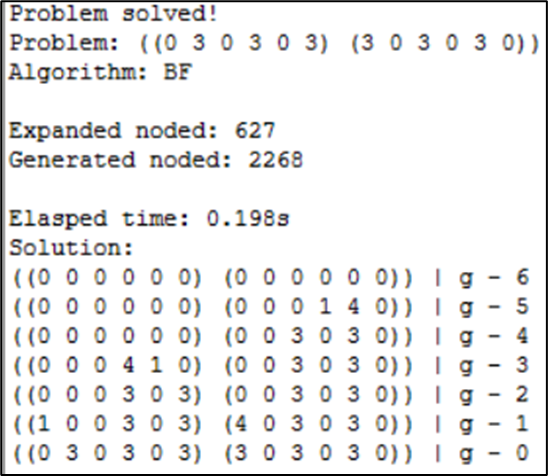 Problem solved!
Problem: ((0 3 0 3 0 3) (3 0 3 0 3 0))
Algorithm: BF
Expanded noded: 627
Generated noded: 2268
Elasped time: 0.198s
Solution:
((0 0 0 0 0 0) (0 0 0 0 0 0)) | g - 6
((0 0 0 0 0 0) (0 0 0 1 4 0)) | g - 5
((0 0 0 0 0 0) (0 0 3 0 3 0)) | g - 4
((0 0 0 4 1 0) (0 0 3 0 3 0)) | g - 3
((0 0 0 3 0 3) (0 0 3 0 3 0)) | g - 2
((1 0 0 3 0 3) (4 0 3 0 3 0)) | g - 1
((0 3 0 3 0 3) (3 0 3 0 3 0)) | g - 0